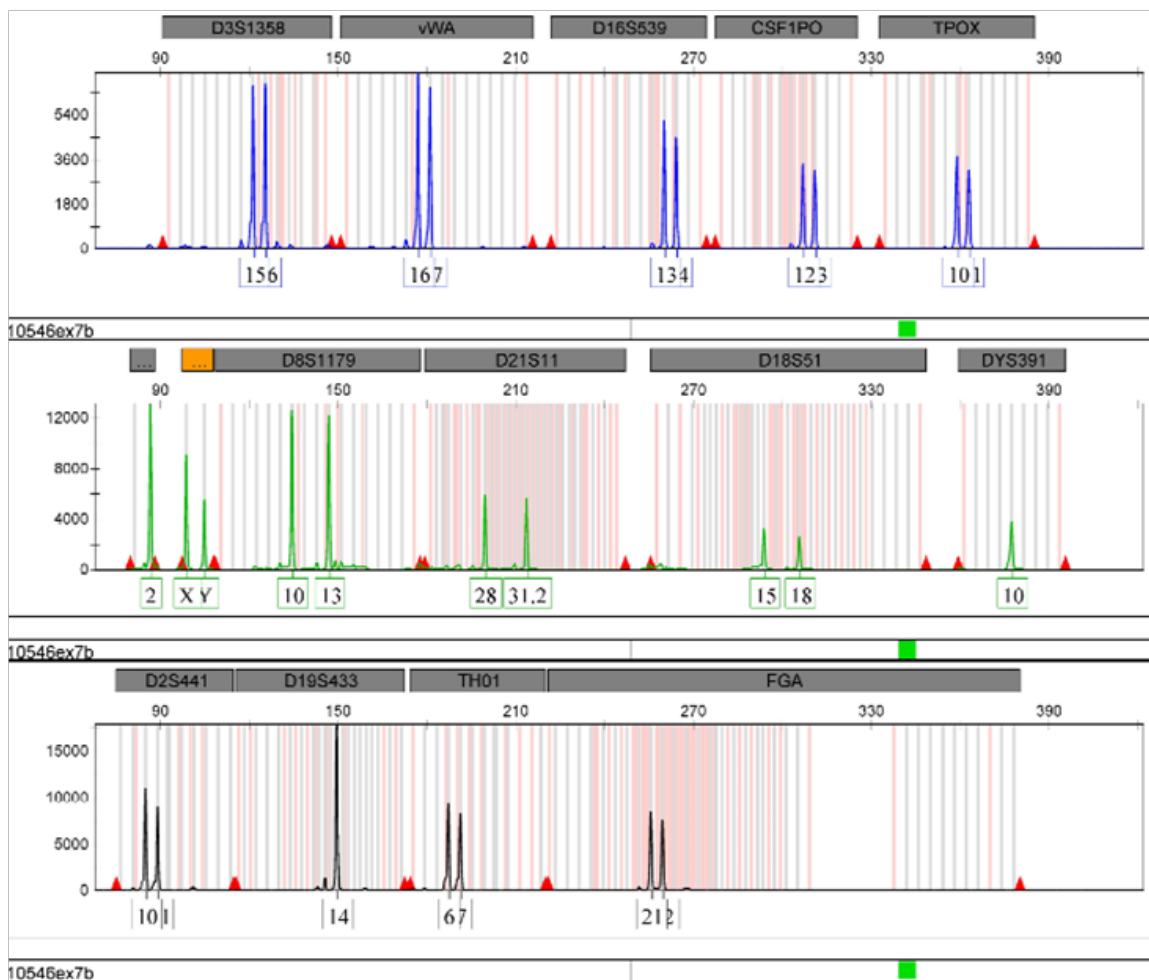 D3S1358 vWA D16S539 CSF1PO TPOX
90 150 210 270 330 390
5400
3600
1800
0
156 167 134 123 101
10546ex7b
... ... D8S1179 D21S11 D18S51 DYS391
90 150 210 270 330 390
12000
8000
4000
0
2 X Y 10 13 28 31.2 15 18 10
10546ex7b
D2S441 D19S433 TH01 FGA
90 150 210 270 330 390
15000
10000
5000
0
101 14 67 212
10546ex7b